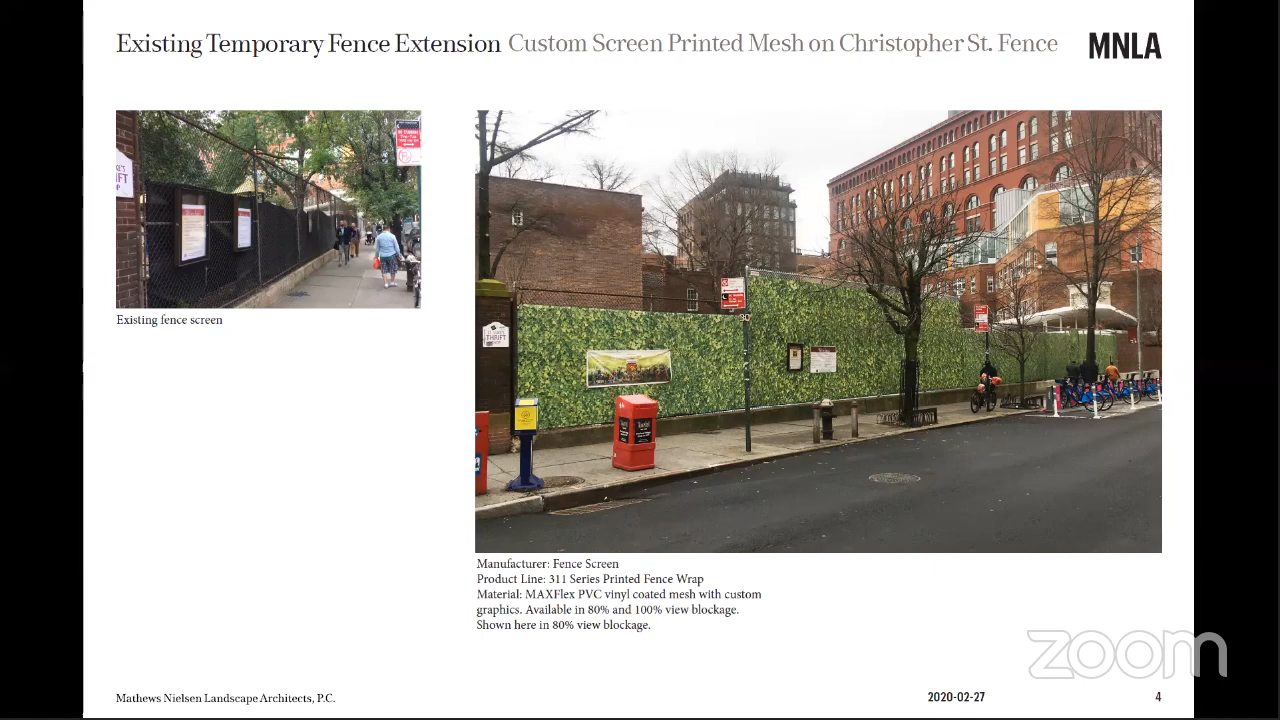 Existing Temporary Fence Extension Custom Screen Printed Mesh on Christopher St. Fence
MNLA
THRIFT
Existing fence screen
Manufacturer: Fence Screen
Product Line: 311 Series Printed Fence Wrap
Material: MAXFlex PVC vinyl coated mesh with custom
graphics. Available in 80% and 100% view blockage.
Shown here in 80% view blockage.
zoom
Mathews Nielsen Landscape Architects, P.C.
2020-02-27
4